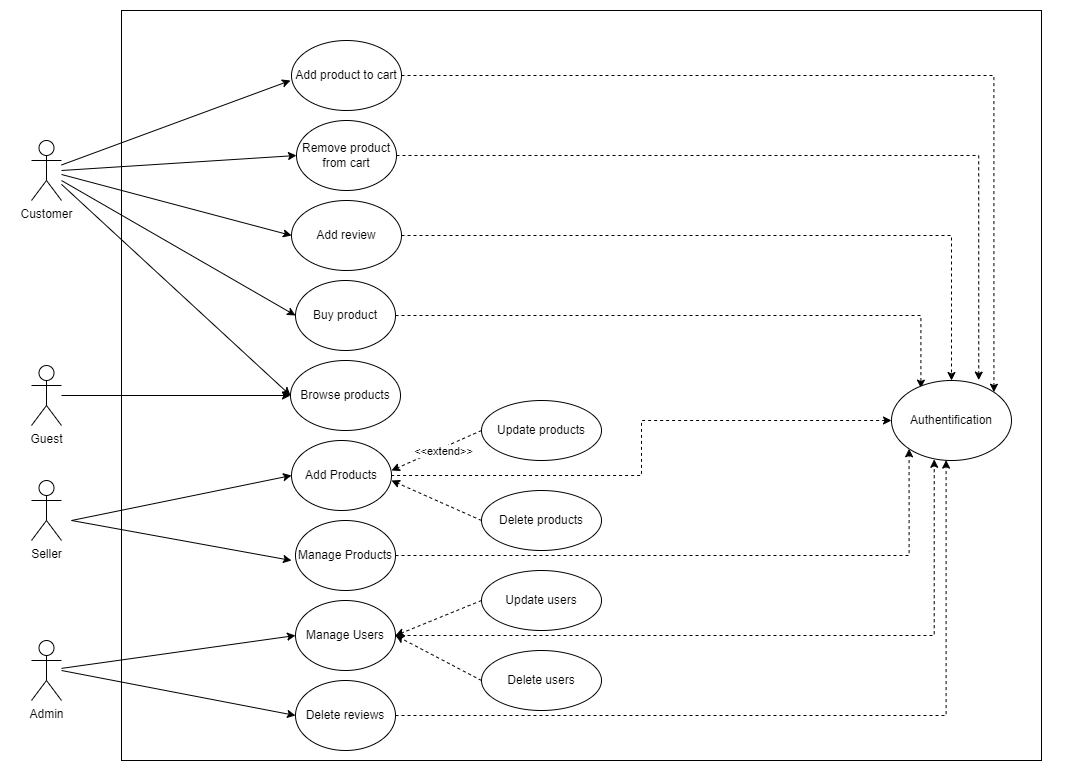 Add product to cart
Remove product
from cart
Customer
Add review
Buy product
Browse products
Guest
Update products
<<extend>>
Authentification
Add Products
Delete products
Seller
Manage Products
Update users
Manage Users
Delete users
Admin
Delete reviews